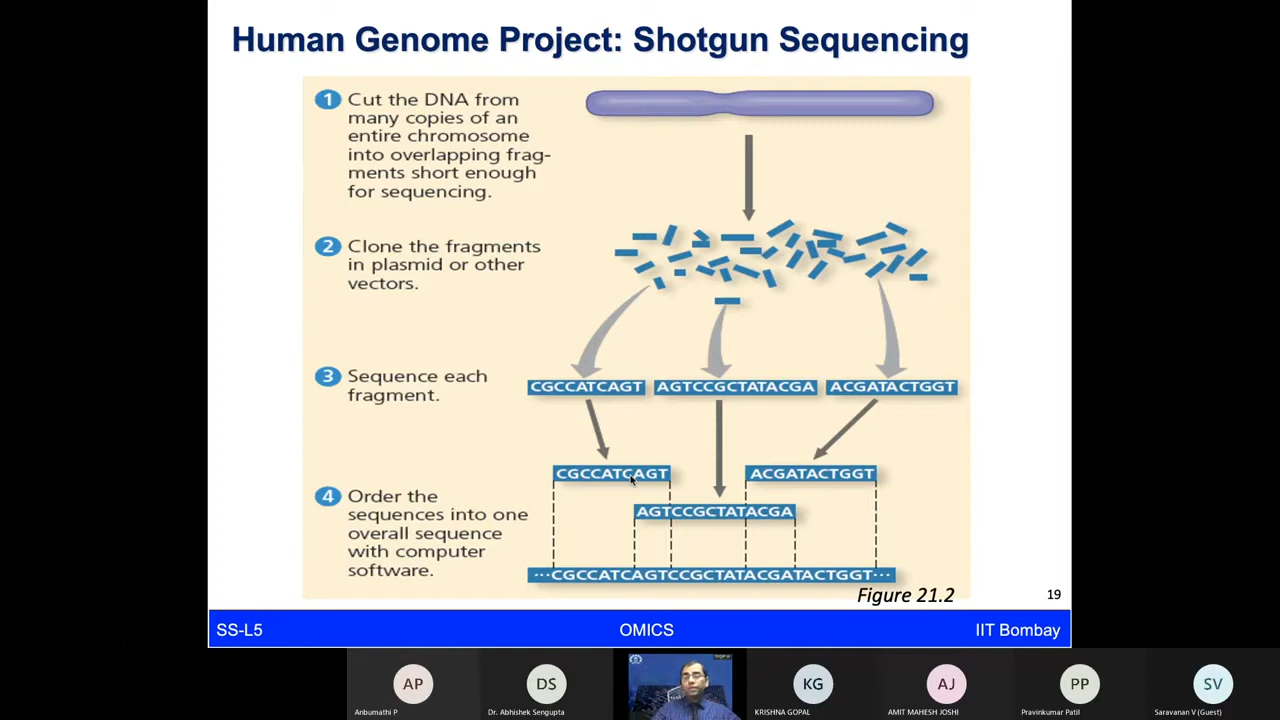 Human Genome Project: Shotgun Sequencing
1 Cut the DNA from
many copies of an
entire chromosome
into overlapping frag-
ments short enough
for sequencing.
2 Clone the fragments
in plasmid or other
vectors.
3 Sequence each
fragment.
CGCCATCAGT AGTCCGCTATACGA ACGATACTGGT
CGCCATCAGT ACGATACTGGT
AGTCCGCTATACGA
4 Order the
sequences into one
overall sequence
with computer
software.
···CGCCATCAGTCCGCTATACGATACTGGT···
Figure 21.2
19
SS-L5 OMICS IIT Bombay
AP DS KG AJ PP SV
Anbumathi P Dr. Abhishek Sengupta KRISHNA GOPAL AMIT MAHESH JOSHI Pravinkumar Patil Saravanan V (Guest)